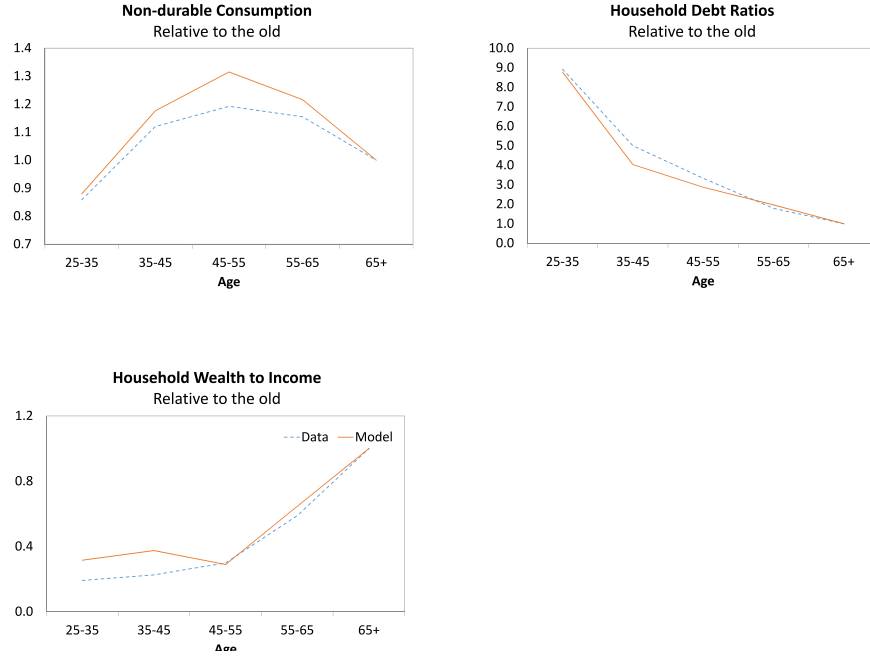 Non-durable Consumption
Relative to the old
1.4
1.3
1.2
1.1
1.0
0.9
0.8
0.7
25-35 35-45 45-55 55-65 65+
Age
Household Debt Ratios
Relative to the old
10.0
9.0
8.0
7.0
6.0
5.0
4.0
3.0
2.0
1.0
0.0
25-35 35-45 45-55 55-65 65+
Age
Household Wealth to Income
Relative to the old
1.2
Data Model
0.8
0.4
0.0
25-35 35-45 45-55 55-65 65+
Age